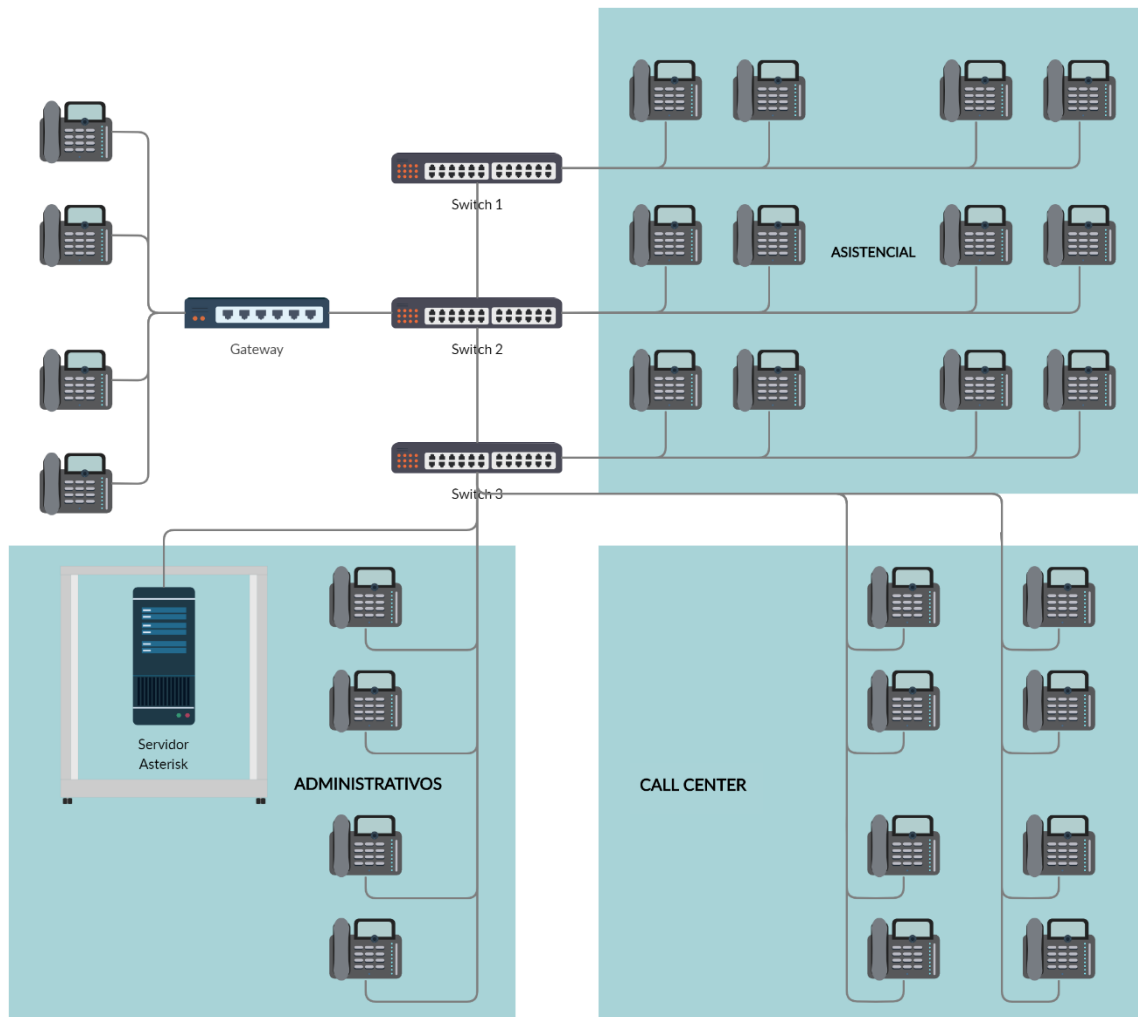 Switch 1
ASISTENCIAL
Gateway
Switch 2
Switch 3
Servidor
Asterisk
ADMINISTRATIVOS
CALL CENTER